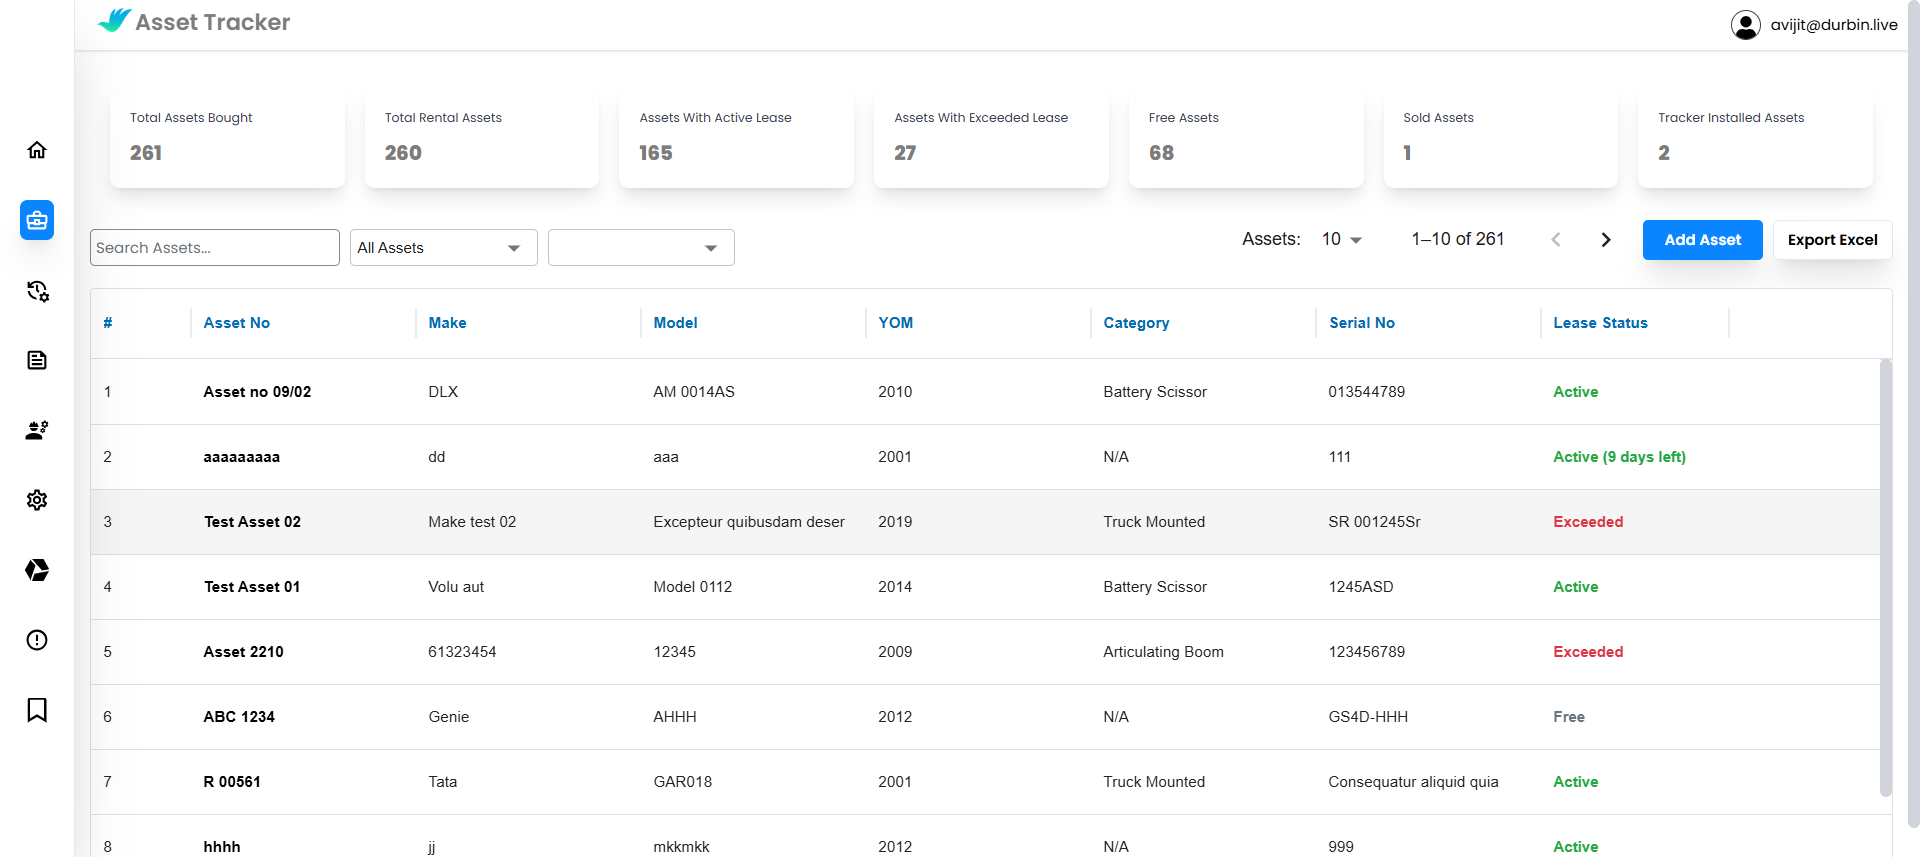 Asset Tracker
avijit@durbin.live
Total Assets Bought
261
Total Rental Assets
260
Assets With Active Lease
165
Assets With Exceeded Lease
27
Free Assets
68
Sold Assets
1
Tracker Installed Assets
2
Search Assets...
All Assets
Assets: 10 1–10 of 261
Add Asset
Export Excel
# Asset No Make Model YOM Category Serial No Lease Status
1 Asset no 09/02 DLX AM 0014AS 2010 Battery Scissor 013544789 Active
2 aaaaaaaaa dd aaa 2001 N/A 111 Active (9 days left)
3 Test Asset 02 Make test 02 Excepteur quibusdam deser 2019 Truck Mounted SR 001245Sr Exceeded
4 Test Asset 01 Volu aut Model 0112 2014 Battery Scissor 1245ASD Active
5 Asset 2210 61323454 12345 2009 Articulating Boom 123456789 Exceeded
6 ABC 1234 Genie AHHH 2012 N/A GS4D-HHH Free
7 R 00561 Tata GAR018 2001 Truck Mounted Consequatur aliquid quia Active
8 hhhh jj mkkmkk 2012 N/A 999 Active